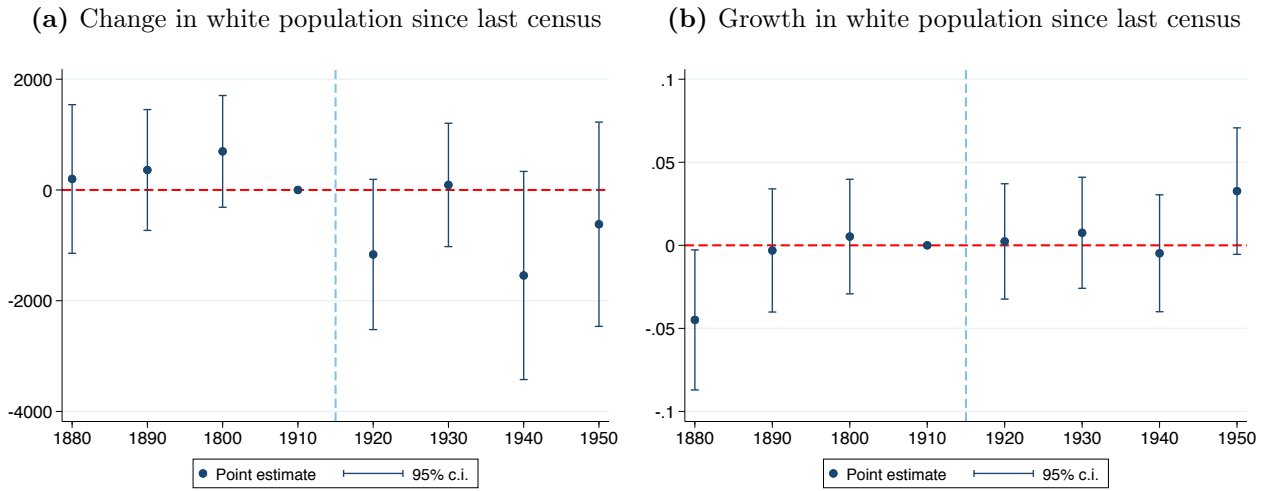 (a) Change in white population since last census
2000
0
-2000
-4000
1880 1890 1800 1910 1920 1930 1940 1950
Point estimate 95% c.i.
(b) Growth in white population since last census
.1
.05
0
-.05
-.1
1880 1890 1800 1910 1920 1930 1940 1950
Point estimate 95% c.i.